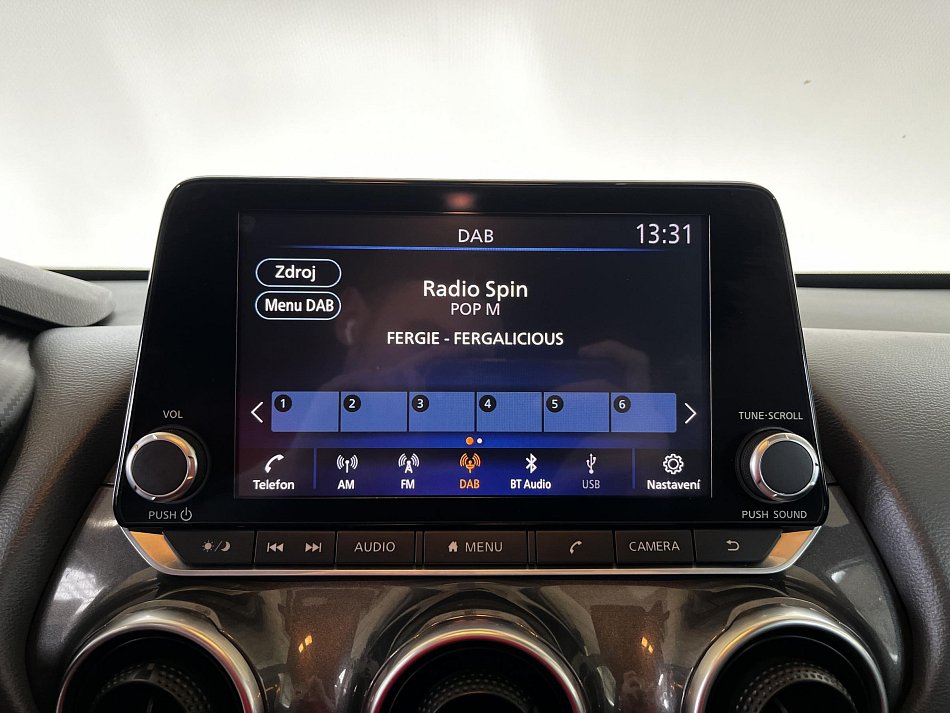 DAB
13:31
Zdroj
Menu DAB
Radio Spin
POP M
FERGIE - FERGALICIOUS
1 2 3 4 5 6
Telefon AM FM DAB BT Audio USB Nastavení
VOL
TUNE·SCROLL
PUSH
PUSH SOUND
AUDIO MENU CAMERA